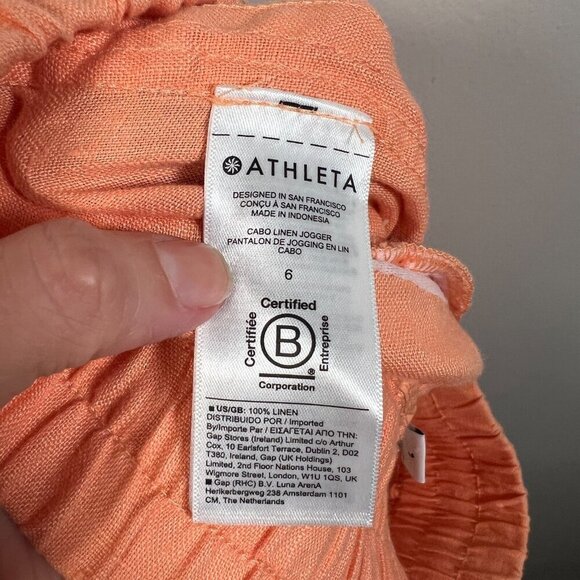 ATHLETA
DESIGNED IN SAN FRANCISCO
CONÇU À SAN FRANCISCO
MADE IN INDONESIA
CABO LINEN JOGGER
PANTALON DE JOGGING EN LIN
CABO
6
Certified
Certifiée
B
®
Entreprise
Corporation
US/GB: 100% LINEN
DISTRIBUIDO POR / Imported
By/Importe Par / ΕΙΣΑΓΕΤΑΙ ΑΠΟ ΤΗΝ:
Gap Stores (Ireland) Limited c/o Arthur
Cox, 10 Earlsfort Terrace, Dublin 2, D02
T380, Ireland, Gap (UK Holdings)
Limited, 2nd Floor Nations House, 103
Wigmore Street, London, W1U 1QS, UK
Gap (RHC) B.V. Luna ArenA
Herikerbergweg 238 Amsterdam 1101
CM, The Netherlands